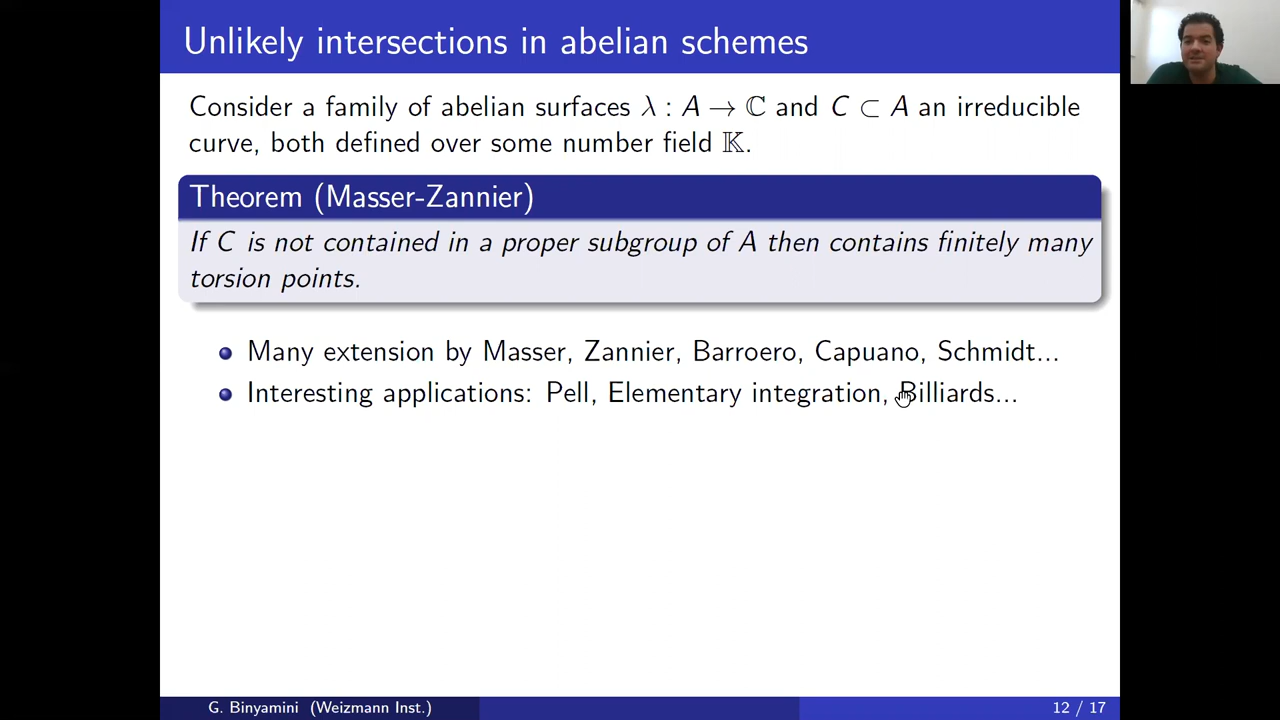 Unlikely intersections in abelian schemes
Consider a family of abelian surfaces λ : A → ℂ and C ⊂ A an irreducible
curve, both defined over some number field 𝕂.
Theorem (Masser-Zannier)
If C is not contained in a proper subgroup of A then contains finitely many
torsion points.
Many extension by Masser, Zannier, Barroero, Capuano, Schmidt...
Interesting applications: Pell, Elementary integration, Billiards...
G. Binyamini (Weizmann Inst.)
12 / 17